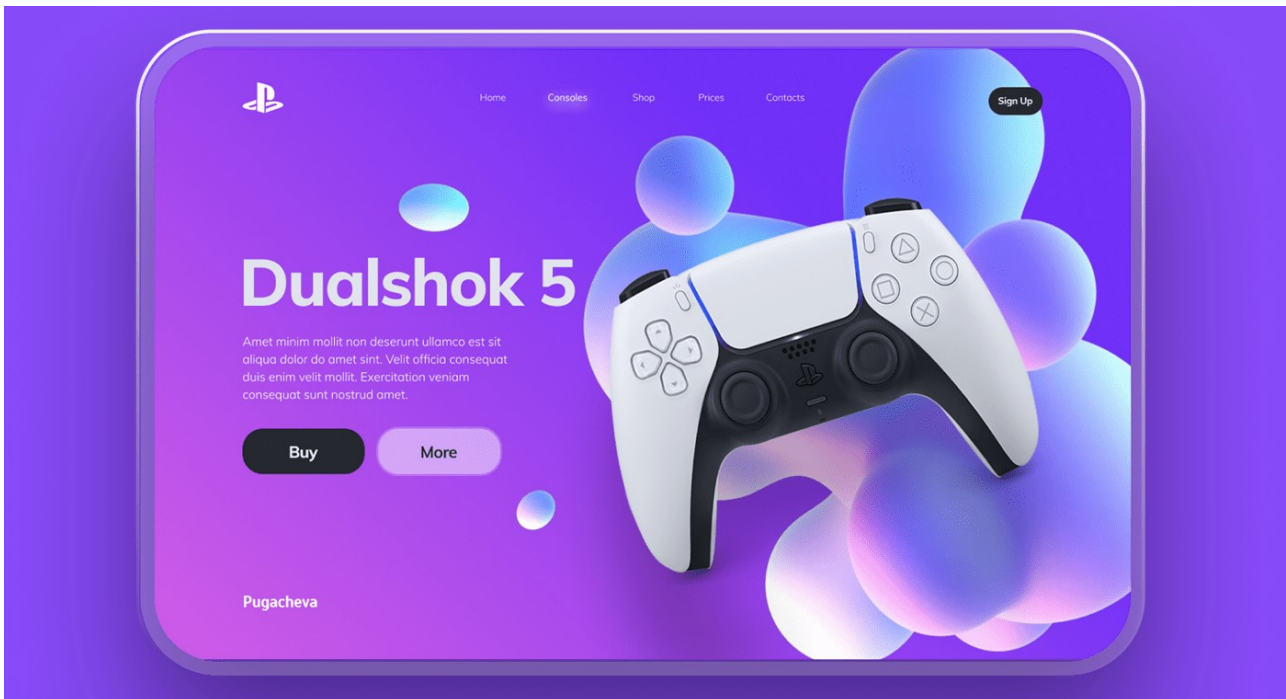 Home
Consoles
Shop
Prices
Contacts
Sign Up
Dualshok 5
Amet minim mollit non deserunt ullamco est sit
aliqua dolor do amet sint. Velit officia consequat
duis enim velit mollit. Exercitation veniam
consequat sunt nostrud amet.
Buy
More
Pugacheva